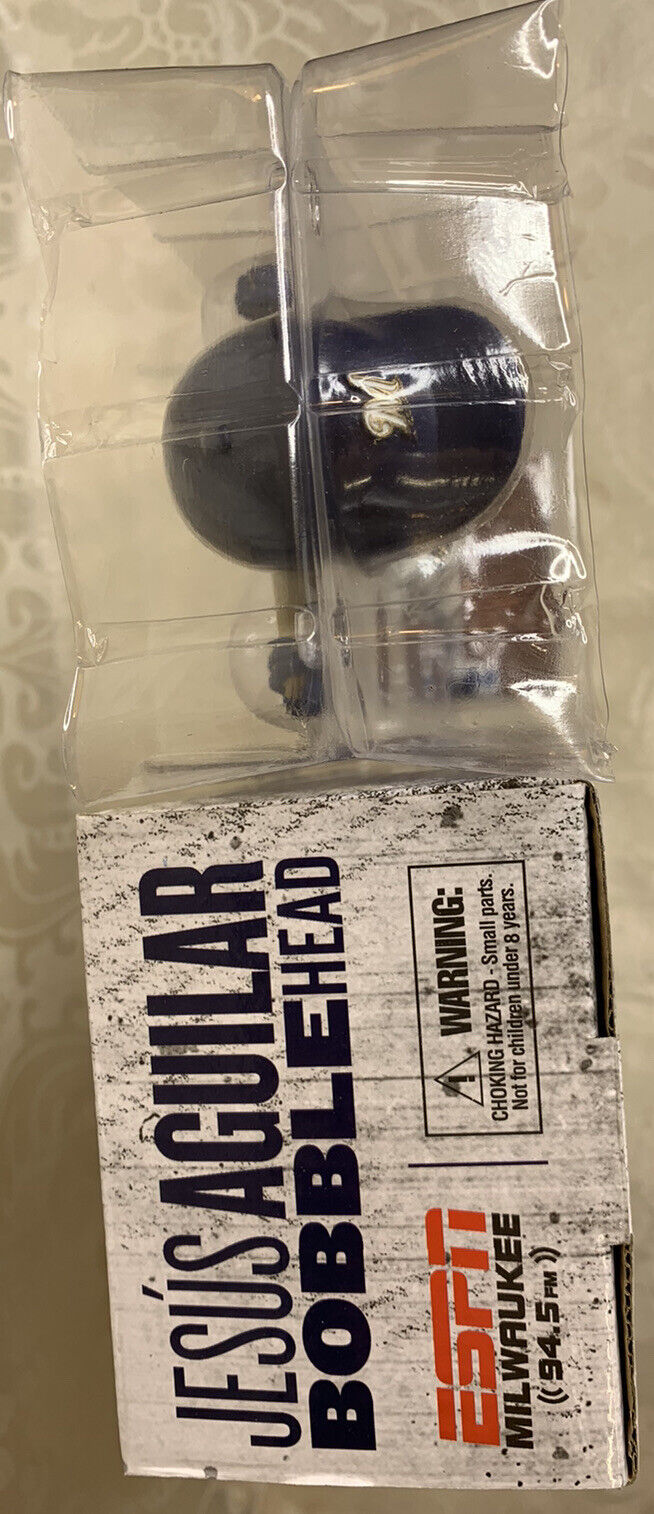 JESÚS AGUILAR
BOBBLEHEAD
ESPN
MILWAUKEE
94.5 FM
WARNING:
CHOKING HAZARD - Small parts.
Not for children under 8 years.
M